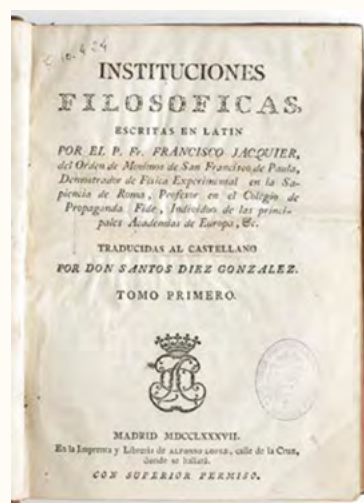 INSTITUCIONES
FILOSOFICAS,
ESCRITAS EN LATIN
POR EL P. Fr. FRANCISCO JACQUIER,
del Orden de Minimos de San Francisco de Paula,
Demostrador de Fisica Experimental en la Sa-
piencia de Roma, Profesor en el Colegio de
Propaganda Fide, Individuo de las princi-
pales Academias de Europa, &c.
TRADUCIDAS AL CASTELLANO
POR DON SANTOS DIEZ GONZALEZ.
TOMO PRIMERO.
MADRID MDCCLXXXVII.
En la Imprenta y Librería de ALFONSO LOPEZ, calle de la Cruz,
donde se hallará.
CON SUPERIOR PERMISO.